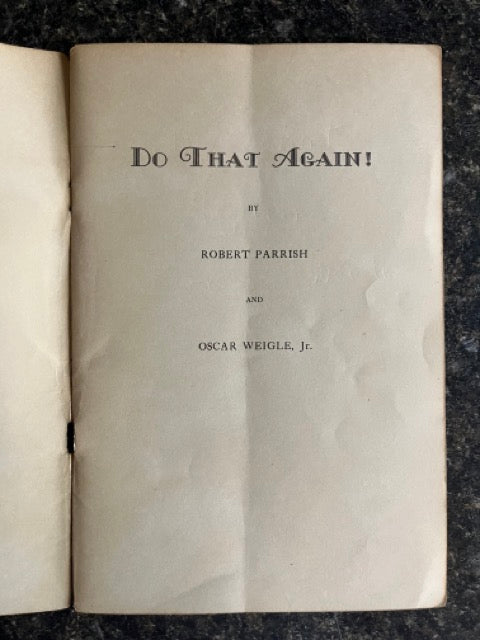 Do That Again!
BY
ROBERT PARRISH
AND
OSCAR WEIGLE, Jr.